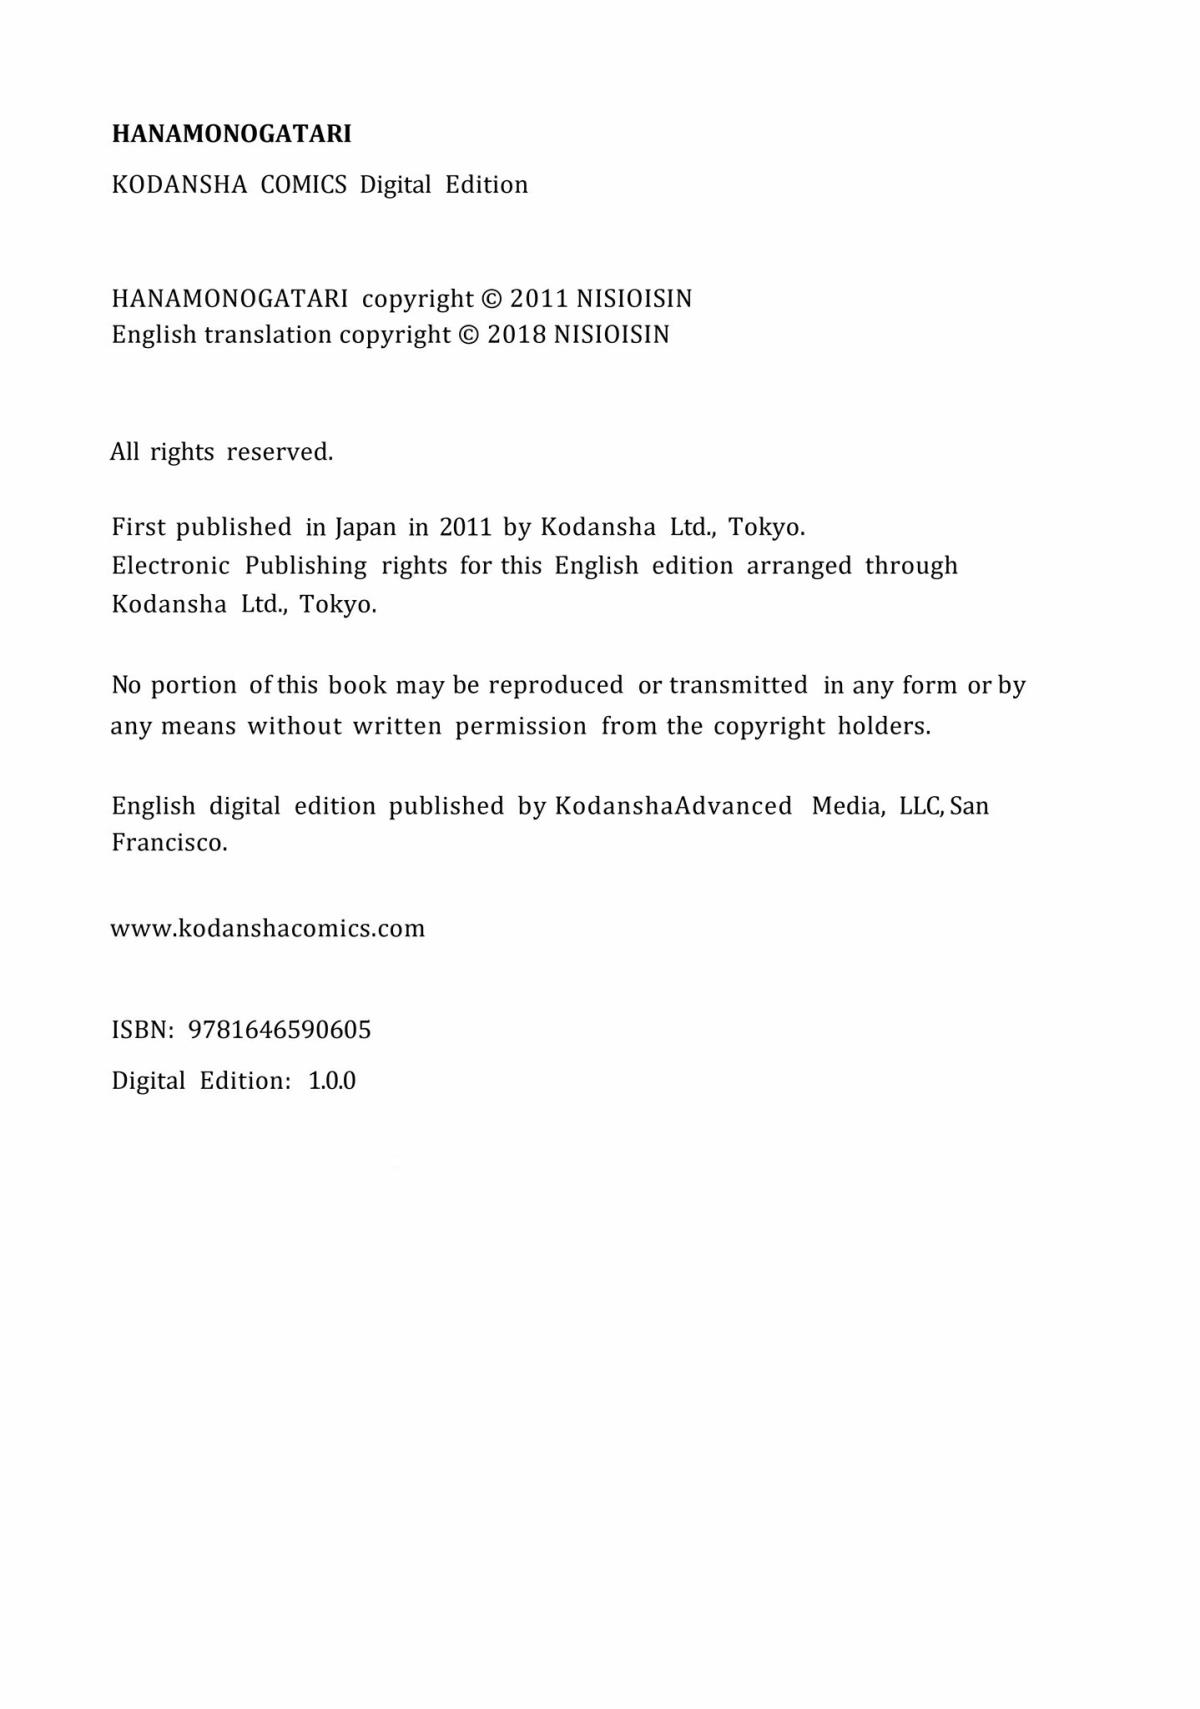 HANAMONOGATARI
KODANSHA COMICS Digital Edition
HANAMONOGATARI copyright © 2011 NISIOISIN
English translation copyright © 2018 NISIOISIN
All rights reserved.
First published in Japan in 2011 by Kodansha Ltd., Tokyo.
Electronic Publishing rights for this English edition arranged through
Kodansha Ltd., Tokyo.
No portion of this book may be reproduced or transmitted in any form or by
any means without written permission from the copyright holders.
English digital edition published by KodanshaAdvanced Media, LLC, San
Francisco.
www.kodanshacomics.com
ISBN: 9781646590605
Digital Edition: 1.0.0